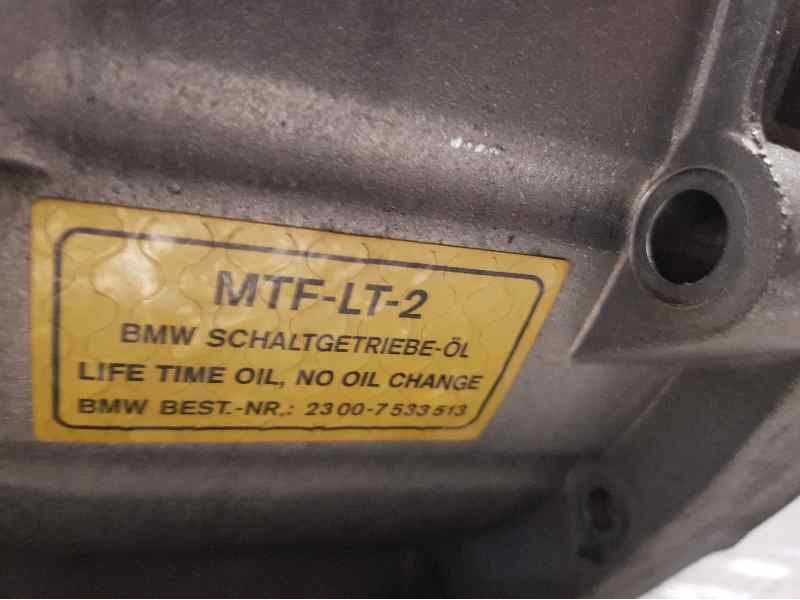 MTF-LT-2
BMW SCHALTGETRIEBE-ÖL
LIFE TIME OIL, NO OIL CHANGE
BMW BEST.-NR.: 2300-7533513